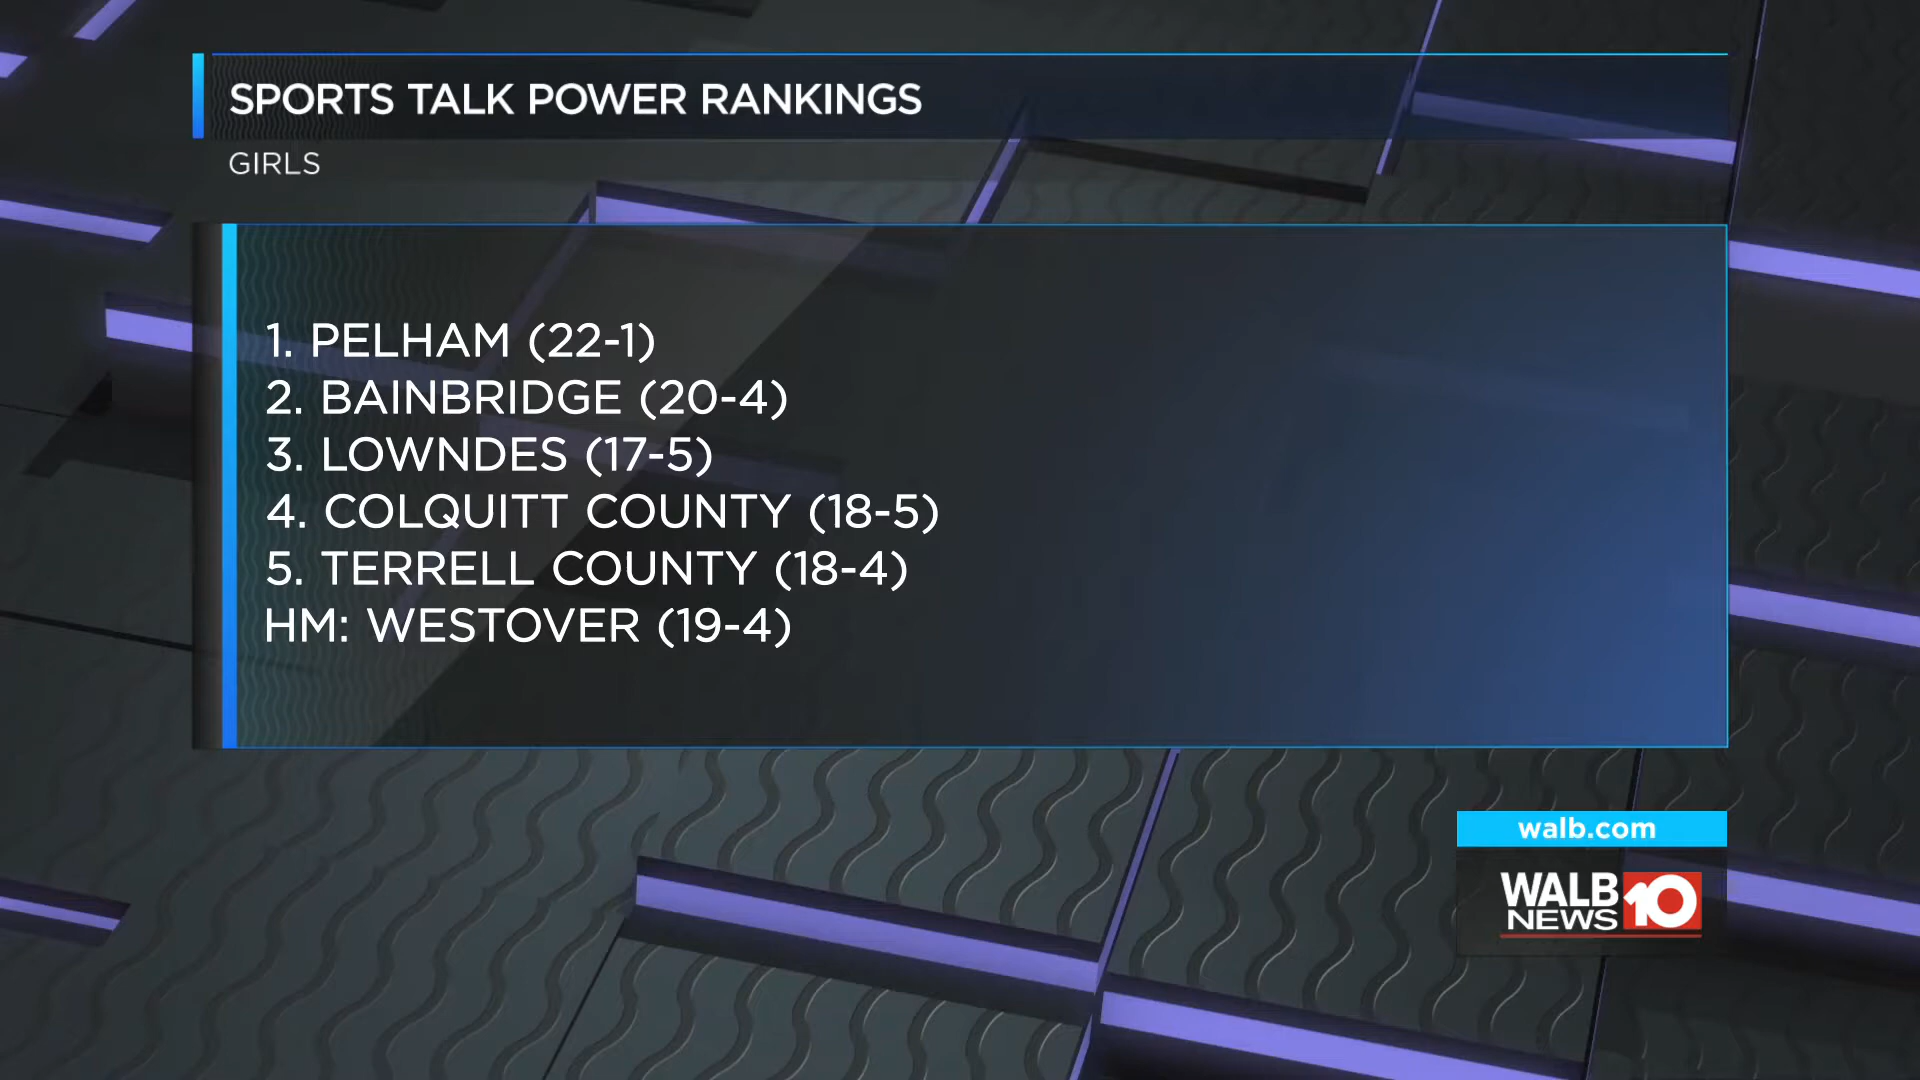 SPORTS TALK POWER RANKINGS
GIRLS
1. PELHAM (22-1)
2. BAINBRIDGE (20-4)
3. LOWNDES (17-5)
4. COLQUITT COUNTY (18-5)
5. TERRELL COUNTY (18-4)
HM: WESTOVER (19-4)
walb.com
WALB 10
NEWS